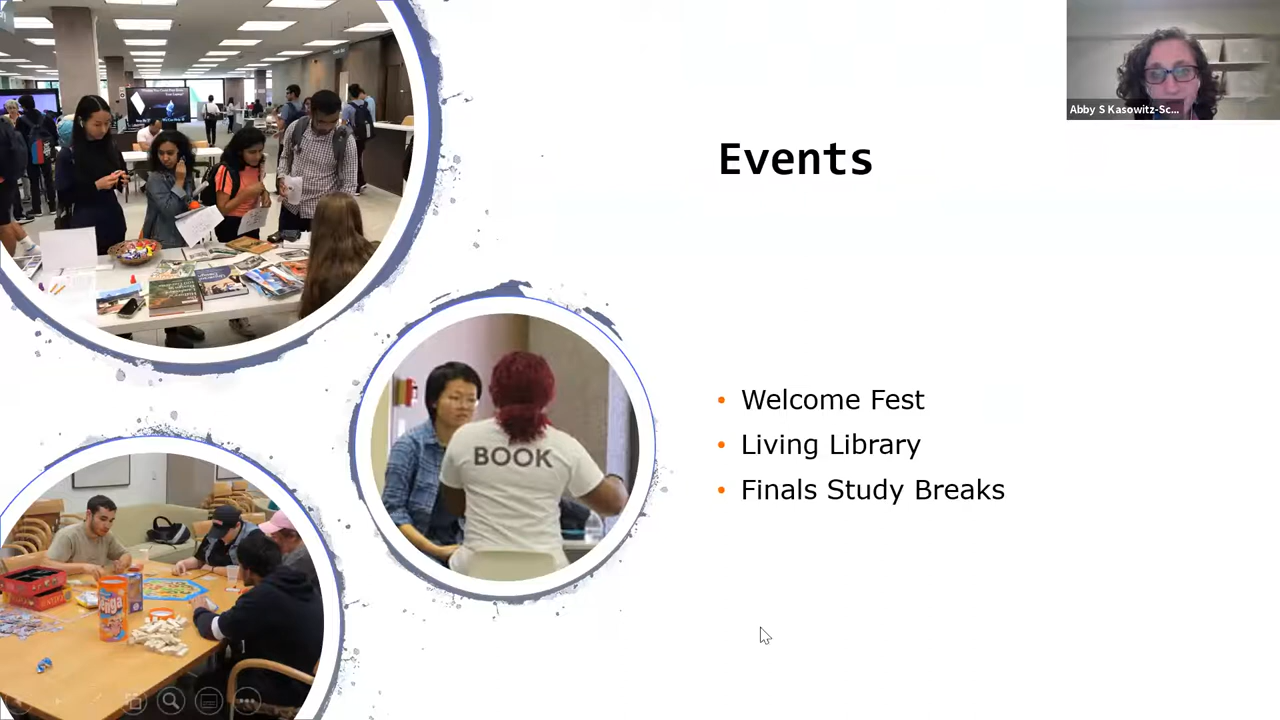 Abby S Kasowitz-Sc...
Events
BOOK
• Welcome Fest
• Living Library
• Finals Study Breaks